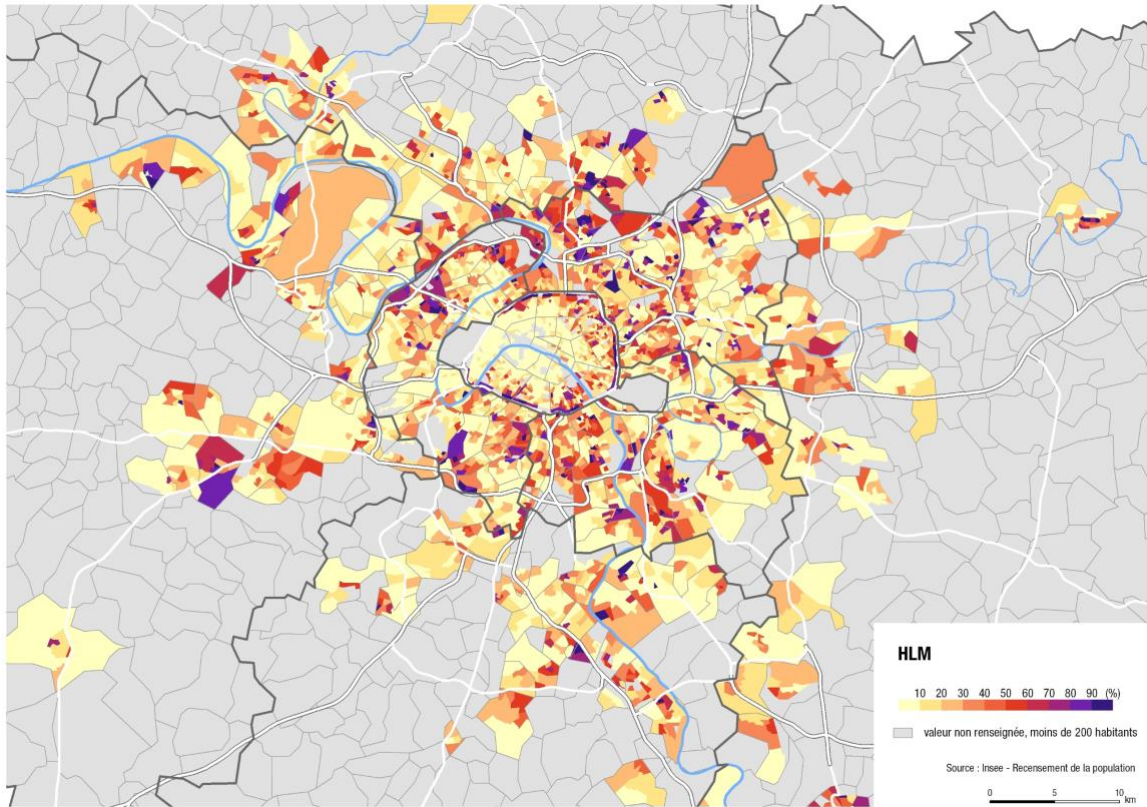 HLM
10 20 30 40 50 60 70 80 90 (%)
valeur non renseignée, moins de 200 habitants
Source : Insee - Recensement de la population
0 5 10
km